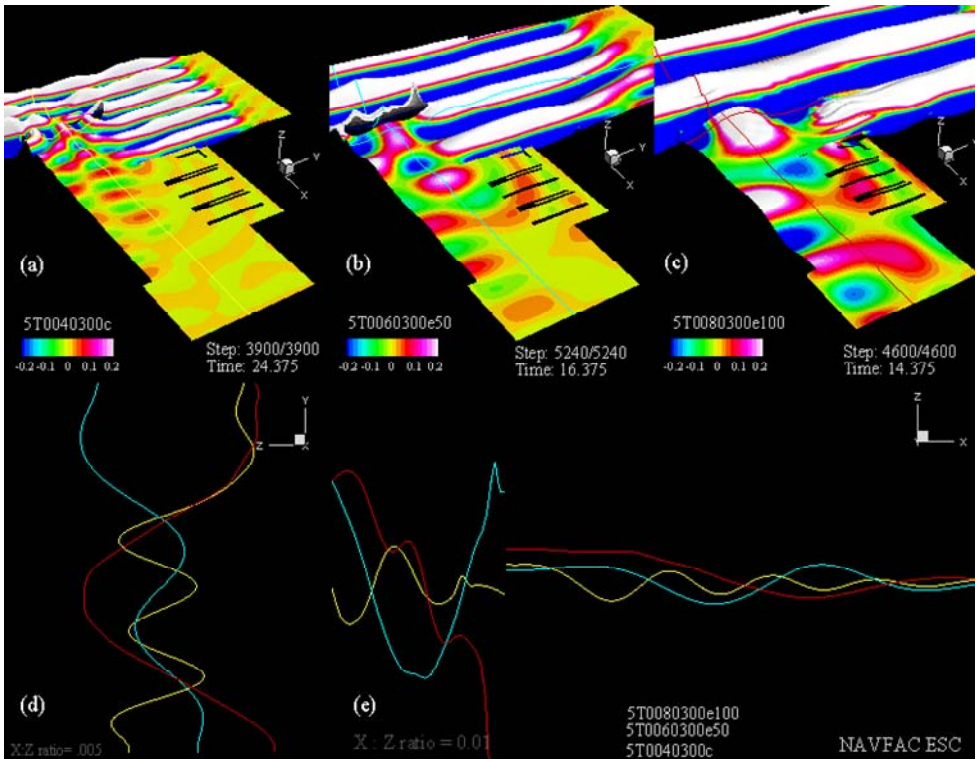 Z
Y
X
(a)
5T0040300c
-0.2 -0.1 0 0.1 0.2
Step: 3900/3900
Time: 24.375
Z
Y
X
(b)
5T0060300e50
-0.2 -0.1 0 0.1 0.2
Step: 5240/5240
Time: 16.375
Z
Y
X
(c)
5T0080300e100
-0.2 -0.1 0 0.1 0.2
Step: 4600/4600
Time: 14.375
Y
Z X
(d)
X:Z ratio= .005
Z
Y X
(e)
X : Z ratio = 0.01
5T0080300e100
5T0060300e50
5T0040300c
NAVFAC ESC